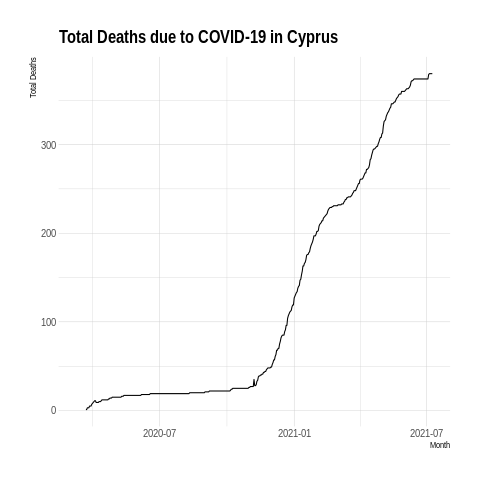 Total Deaths due to COVID-19 in Cyprus
Total Deaths
300
200
100
0
2020-07 2021-01 2021-07
Month